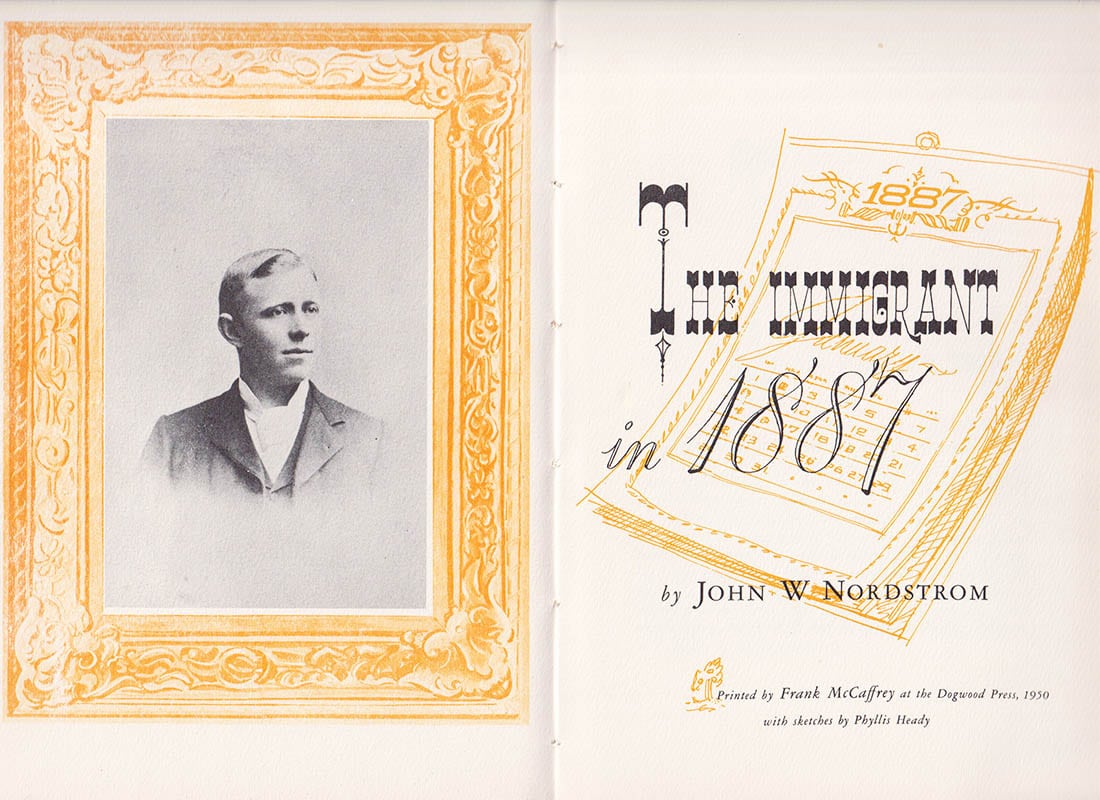 1887
THE IMMIGRANT
January
in 1887
by JOHN W NORDSTROM
Printed by Frank McCaffrey at the Dogwood Press, 1950
with sketches by Phyllis Heady